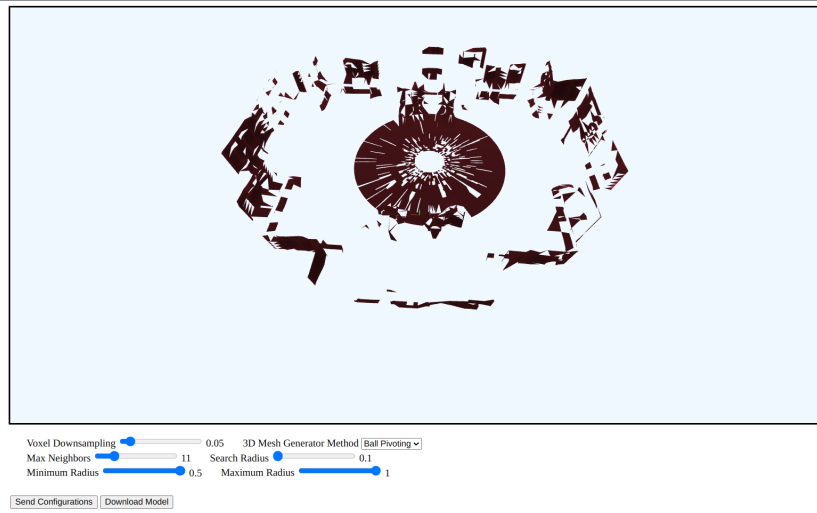 Voxel Downsampling 0.05 3D Mesh Generator Method Ball Pivoting
Max Neighbors 11 Search Radius 0.1
Minimum Radius 0.5 Maximum Radius 1
Send Configurations Download Model